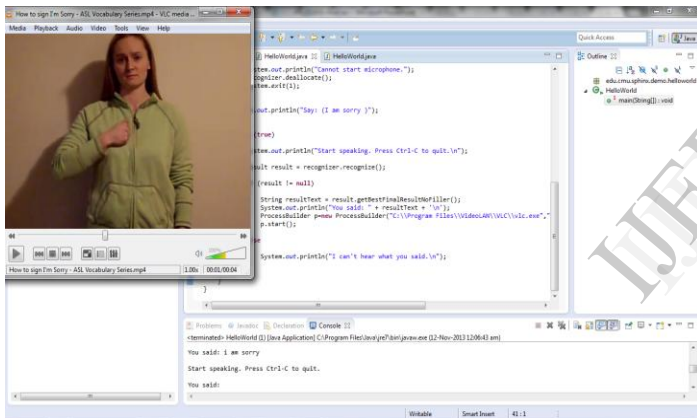 How to sign I'm Sorry - ASL Vocabulary Series.mp4 - VLC media ...
Media Playback Audio Video Tools View Help
How to sign I'm Sorry - ASL Vocabulary Series.mp4 1.00x 00:01/00:04
Quick Access
Java
HelloWorld.java
HelloWorld.java
stem.out.println("Cannot start microphone.");
cognizer.deallocate();
stem.exit(1);
.out.println("Say: (I am sorry )");
(true)
stem.out.println("Start speaking. Press Ctrl-C to quit.\n");
sult result = recognizer.recognize();
(result != null)
String resultText = result.getBestFinalResultNoFiller();
System.out.println("You said: " + resultText + '\n');
ProcessBuilder p=new ProcessBuilder("C:\\Program Files\\VideoLAN\\VLC\\vlc.exe","
p.start();
se
System.out.println("I can't hear what you said.\n");
}
}
Outline
edu.cmu.sphinx.demo.helloworld
HelloWorld
main(String[]) : void
Problems Javadoc Declaration Console
<terminated> HelloWorld (1) [Java Application] C:\Program Files\Java\jre7\bin\javaw.exe (12-Nov-2013 12:06:43 am)
You said: i am sorry
Start speaking. Press Ctrl-C to quit.
You said:
Writable Smart Insert 41 : 1
IJER